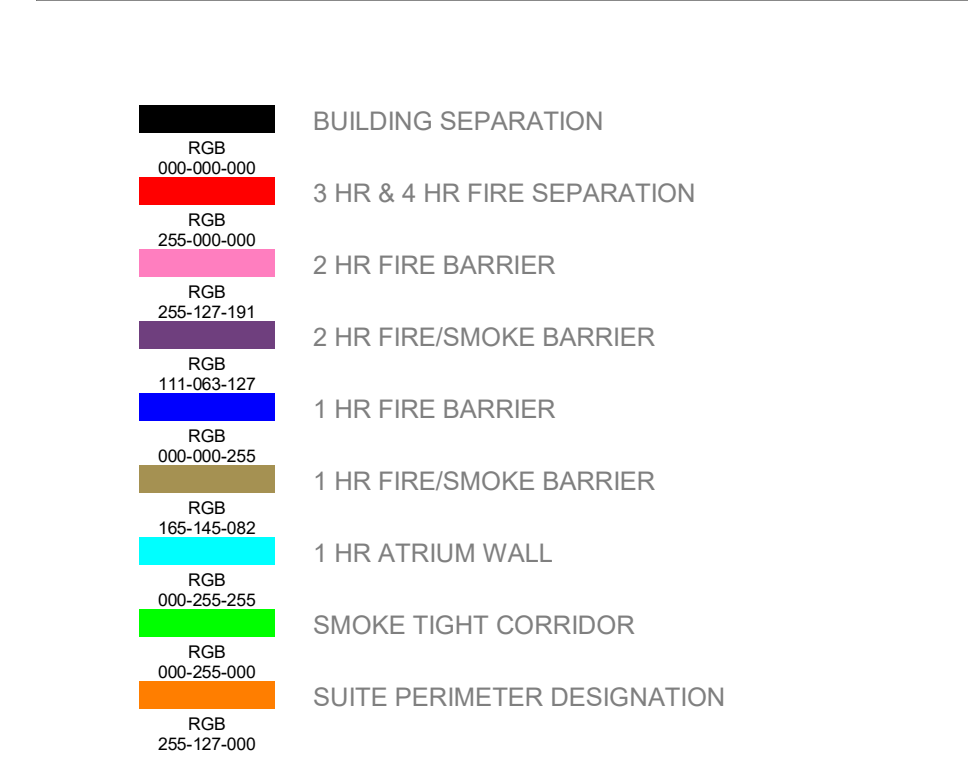 BUILDING SEPARATION
RGB
000-000-000
3 HR & 4 HR FIRE SEPARATION
RGB
255-000-000
2 HR FIRE BARRIER
RGB
255-127-191
2 HR FIRE/SMOKE BARRIER
RGB
111-063-127
1 HR FIRE BARRIER
RGB
000-000-255
1 HR FIRE/SMOKE BARRIER
RGB
165-145-082
1 HR ATRIUM WALL
RGB
000-255-255
SMOKE TIGHT CORRIDOR
RGB
000-255-000
SUITE PERIMETER DESIGNATION
RGB
255-127-000